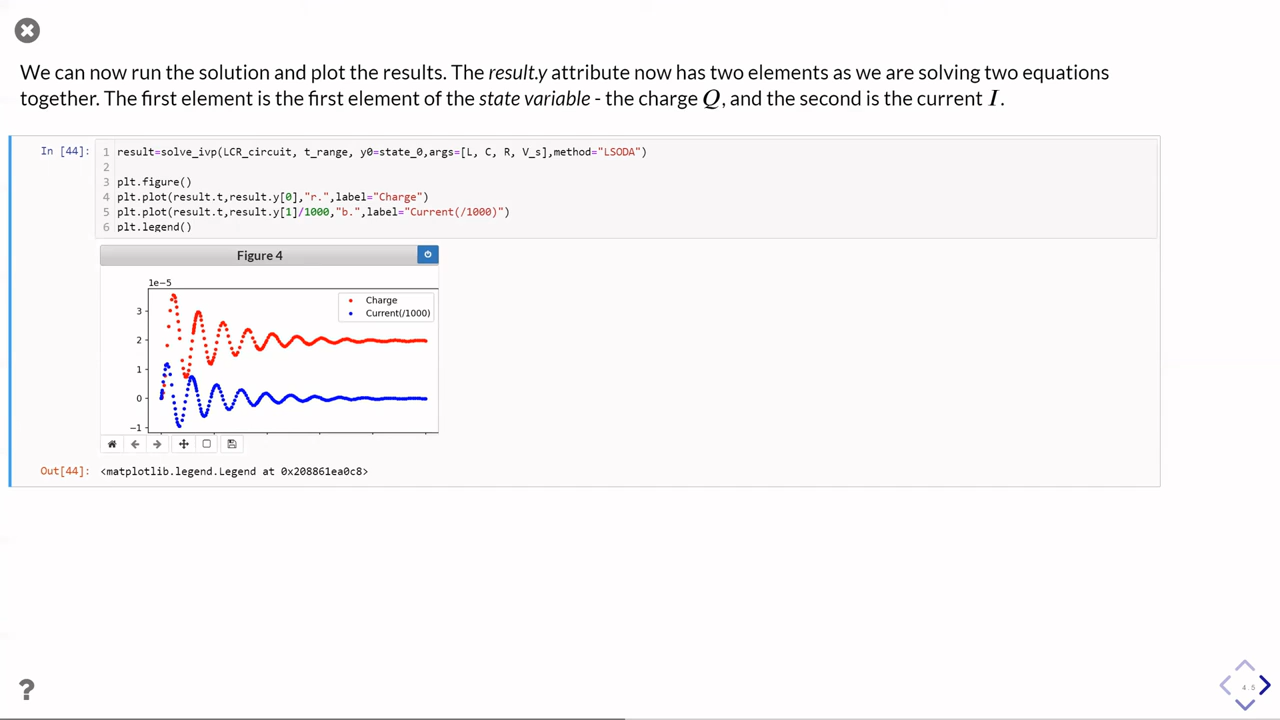 We can now run the solution and plot the results. The result.y attribute now has two elements as we are solving two equations
together. The first element is the first element of the state variable - the charge Q, and the second is the current I.
In [44]:
1 result=solve_ivp(LCR_circuit, t_range, y0=state_0,args=[L, C, R, V_s],method="LSODA")
2
3 plt.figure()
4 plt.plot(result.t,result.y[0],"r.",label="Charge")
5 plt.plot(result.t,result.y[1]/1000,"b.",label="Current(/1000)")
6 plt.legend()
Figure 4
1e−5
Charge
Current(/1000)
3
2
1
0
−1
Out[44]: <matplotlib.legend.Legend at 0x208861ea0c8>
?
4.5